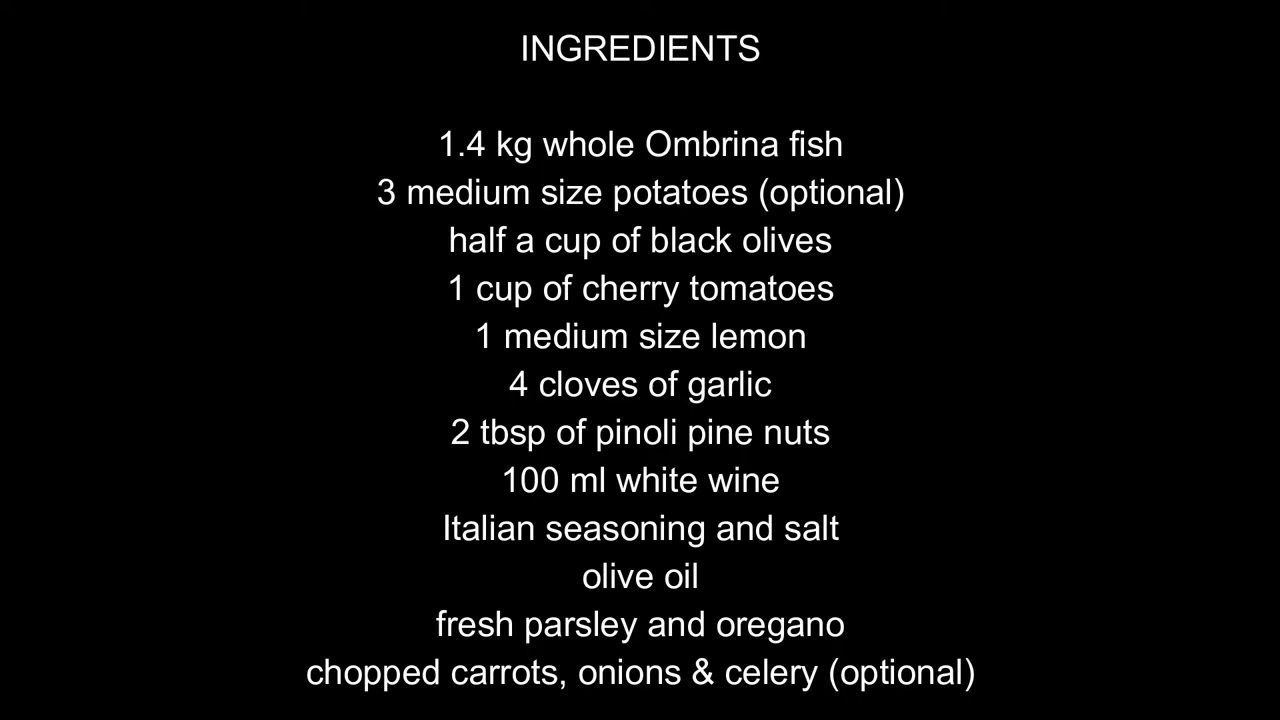 INGREDIENTS
1.4 kg whole Ombrina fish
3 medium size potatoes (optional)
half a cup of black olives
1 cup of cherry tomatoes
1 medium size lemon
4 cloves of garlic
2 tbsp of pinoli pine nuts
100 ml white wine
Italian seasoning and salt
olive oil
fresh parsley and oregano
chopped carrots, onions & celery (optional)